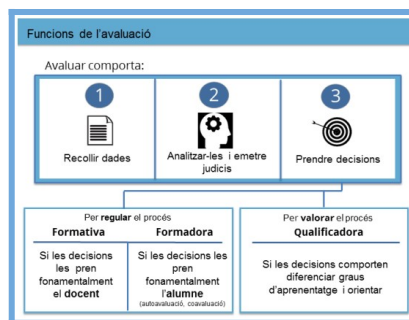 Funcions de l'avaluació
Avaluar comporta:
1
2
3
Recollir dades
Analitzar-les i emetre
judicis
Prendre decisions
Per regular el procés
Formativa
Si les decisions
les pren
fonamentalment
el docent
Formadora
Si les decisions les
pren
fonamentalment
l'alumne
(autoavaluació, coavaluació)
Per valorar el procés
Qualificadora
Si les decisions comporten
diferenciar graus
d'aprenentatge i orientar